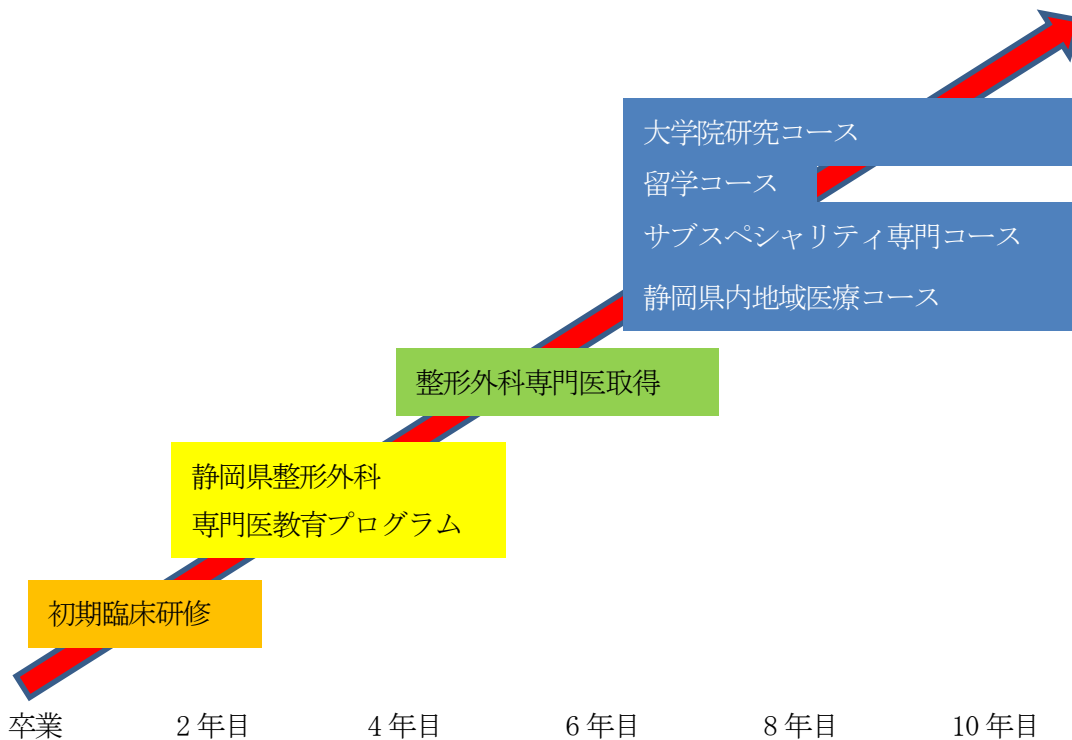 大学院研究コース
留学コース
サブスペシャリティ専門コース
静岡県内地域医療コース
整形外科専門医取得
静岡県整形外科
専門医教育プログラム
初期臨床研修
卒業 2年目 4年目 6年目 8年目 10年目